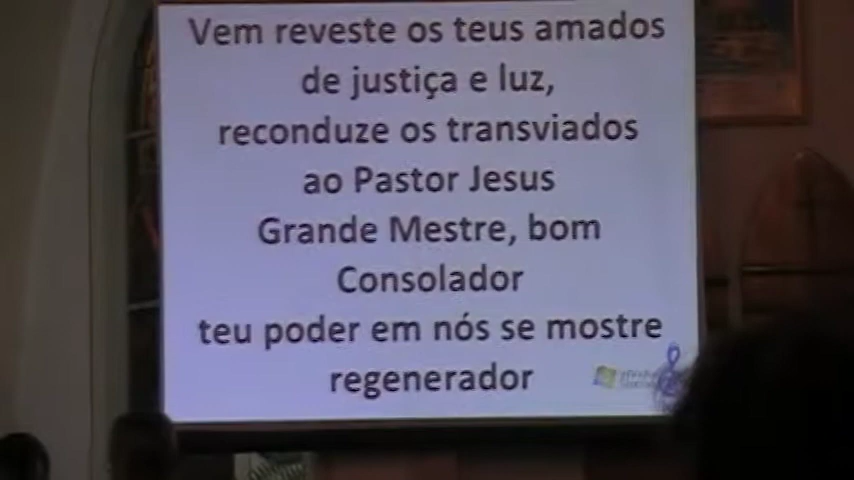 Vem reveste os teus amados
de justiça e luz,
reconduze os transviados
ao Pastor Jesus
Grande Mestre, bom
Consolador
teu poder em nós se mostre
regenerador